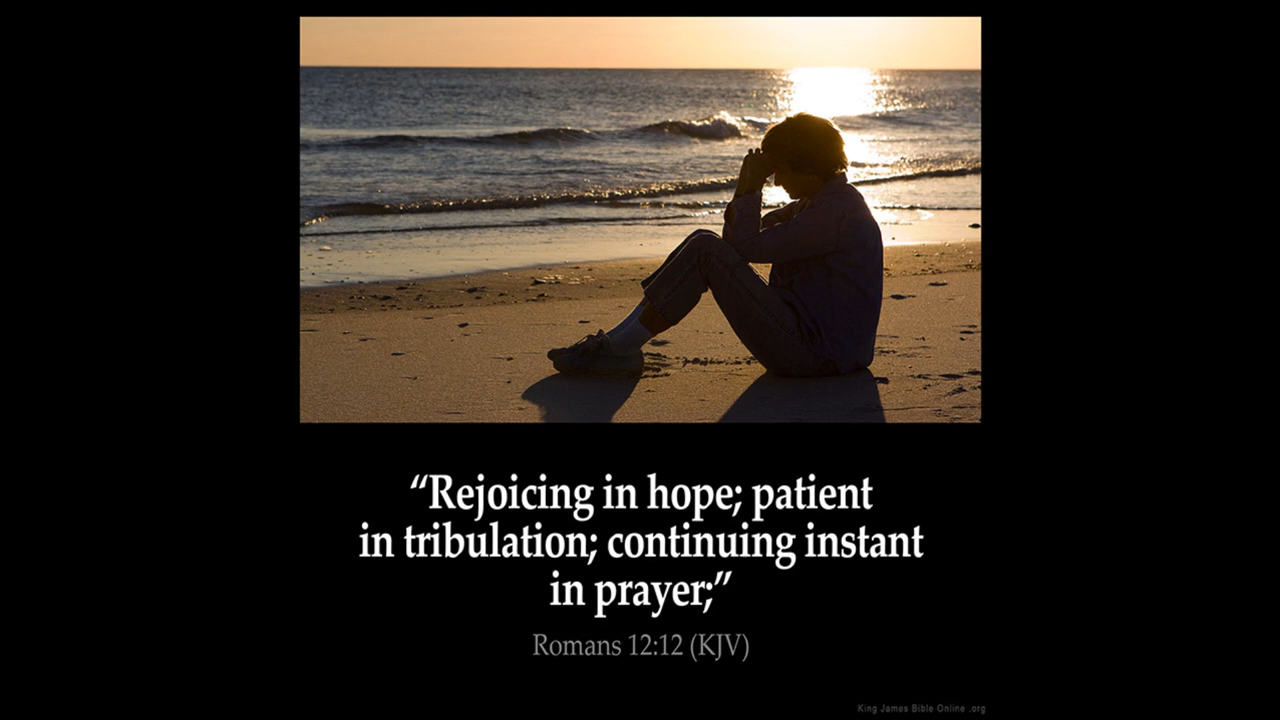 “Rejoicing in hope; patient
in tribulation; continuing instant
in prayer;”
Romans 12:12 (KJV)
King James Bible Online .org